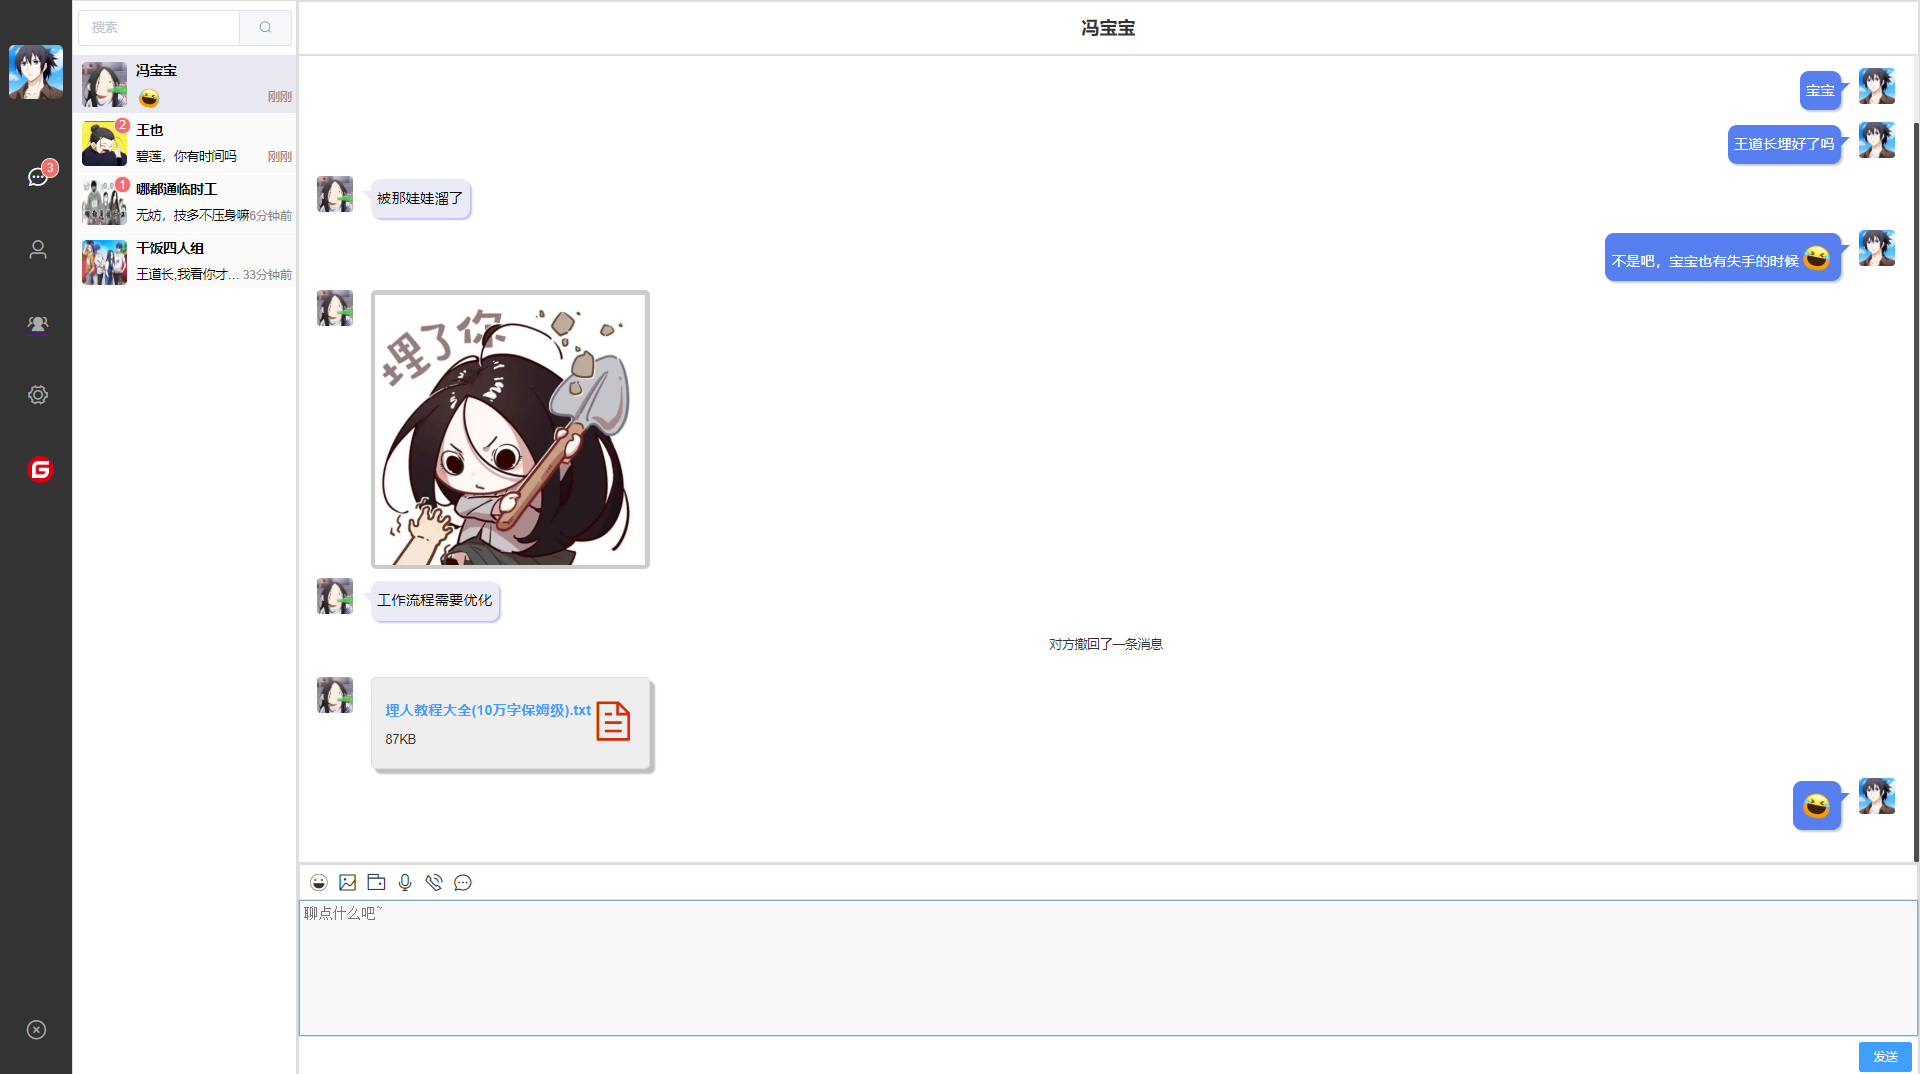 搜索
冯宝宝
刚刚
2
王也
碧莲，你有时间吗
刚刚
1
哪都通临时工
无妨，技多不压身嘛
6分钟前
干饭四人组
王道长,我看你才...
33分钟前
3
G
冯宝宝
宝宝
王道长埋好了吗
被那娃娃溜了
不是吧，宝宝也有失手的时候
埋了你
工作流程需要优化
对方撤回了一条消息
埋人教程大全(10万字保姆级).txt
87KB
聊点什么吧~
发送